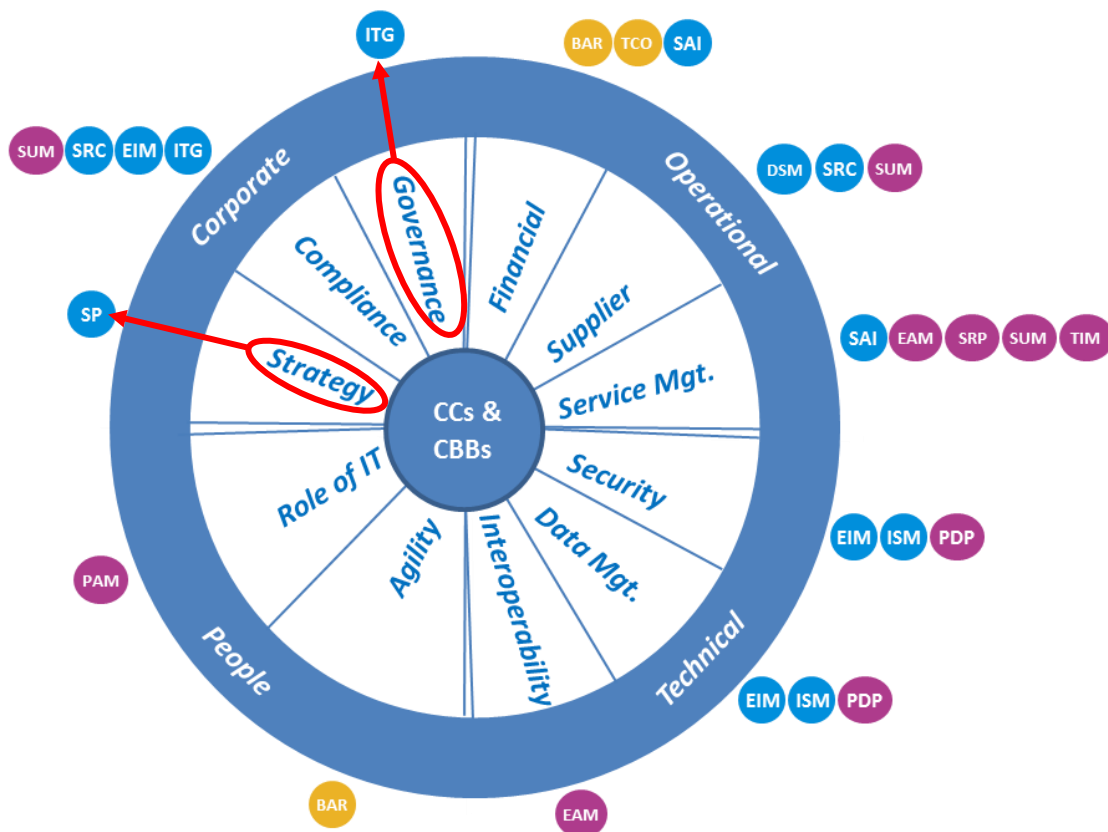 ITG
BAR TCO SAI
SUM SRC EIM ITG
DSM SRC SUM
SP
SAI EAM SRP SUM TIM
Corporate
Operational
Governance
Financial
Compliance
Supplier
Strategy
Service Mgt.
CCs &
CBBs
Role of IT
Security
Agility
Interoperability
Data Mgt.
EIM ISM PDP
PAM
People
Technical
EIM ISM PDP
BAR
EAM